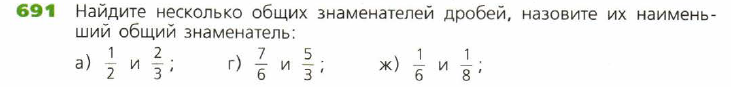 691 Найдите несколько общих знаменателей дробей, назовите их наимень-
ший общий знаменатель:
а) 1/2 и 2/3 ; г) 7/6 и 5/3 ; ж) 1/6 и 1/8 ;